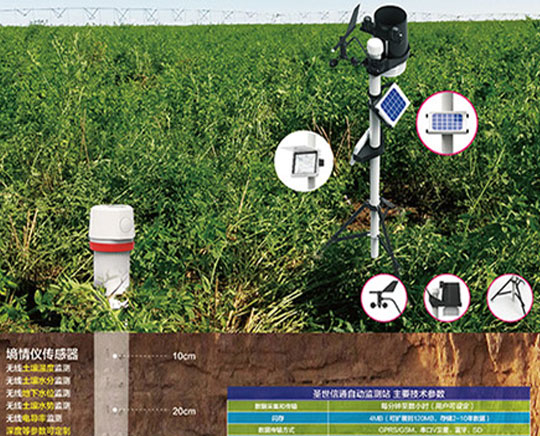 墒情仪传感器
无线土壤温度监测
无线土壤水分监测
无线地下水位监测
无线土壤水势监测
无线电导率监测
深度等参数可定制
10cm
20cm
圣世信通自动监测站 主要技术参数
数据采集和传输 每分钟至数小时（用户可设定）
闪存 4MB（可扩展到120MB，存储2~10年数据）
数据传输方式 GPRS/GSM、北斗卫星、蓝牙、SD